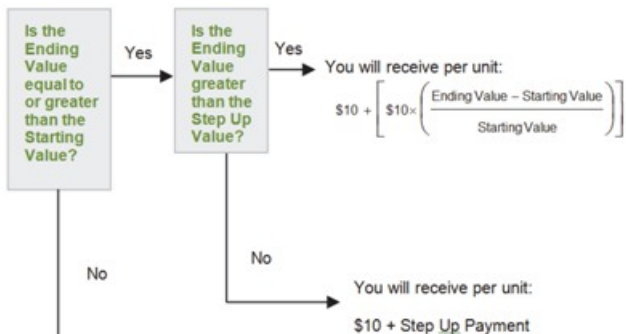 Is the
Ending
Value
equal to
or greater
than the
Starting
Value?
Yes
Is the
Ending
Value
greater
than the
Step Up
Value?
Yes
You will receive per unit:
$10 + [ $10× ( Ending Value – Starting Value
Starting Value ) ]
No
No
You will receive per unit:
$10 + Step Up Payment